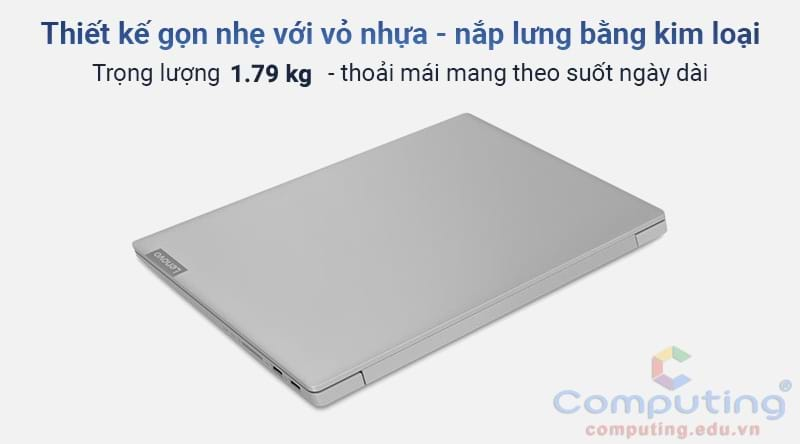 Thiết kế gọn nhẹ với vỏ nhựa - nắp lưng bằng kim loại
Trọng lượng 1.79 kg - thoải mái mang theo suốt ngày dài
Lenovo
Computing®
computing.edu.vn